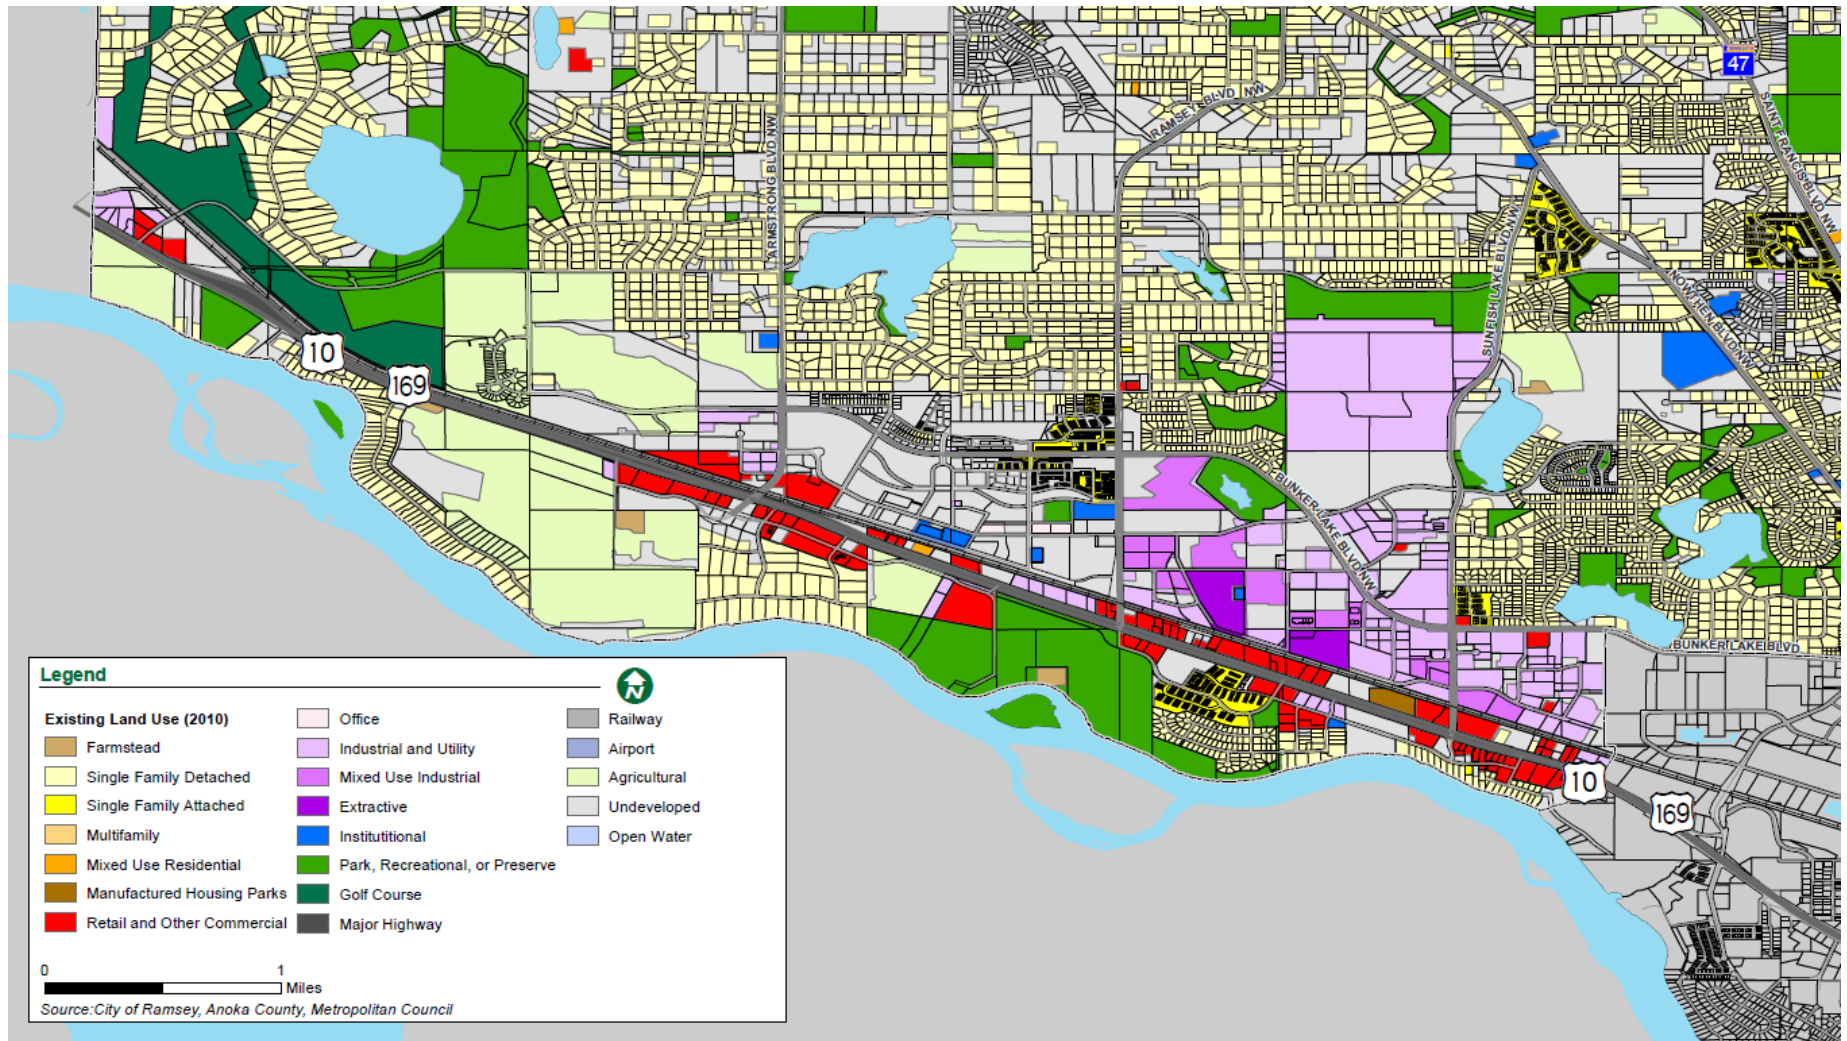 47
RAMSEY BLVD NW
SAINT FRANCIS BLVD NW
ARMSTRONG BLVD NW
SUNFISH LAKE BLVD NW
NOWTHEN BLVD NW
10
169
BUNKER LAKE BLVD NW
BUNKER LAKE BLVD
10
169
Legend
N
Existing Land Use (2010)
Farmstead
Single Family Detached
Single Family Attached
Multifamily
Mixed Use Residential
Manufactured Housing Parks
Retail and Other Commercial
Office
Industrial and Utility
Mixed Use Industrial
Extractive
Institutitional
Park, Recreational, or Preserve
Golf Course
Major Highway
Railway
Airport
Agricultural
Undeveloped
Open Water
0 1
Miles
Source:City of Ramsey, Anoka County, Metropolitan Council